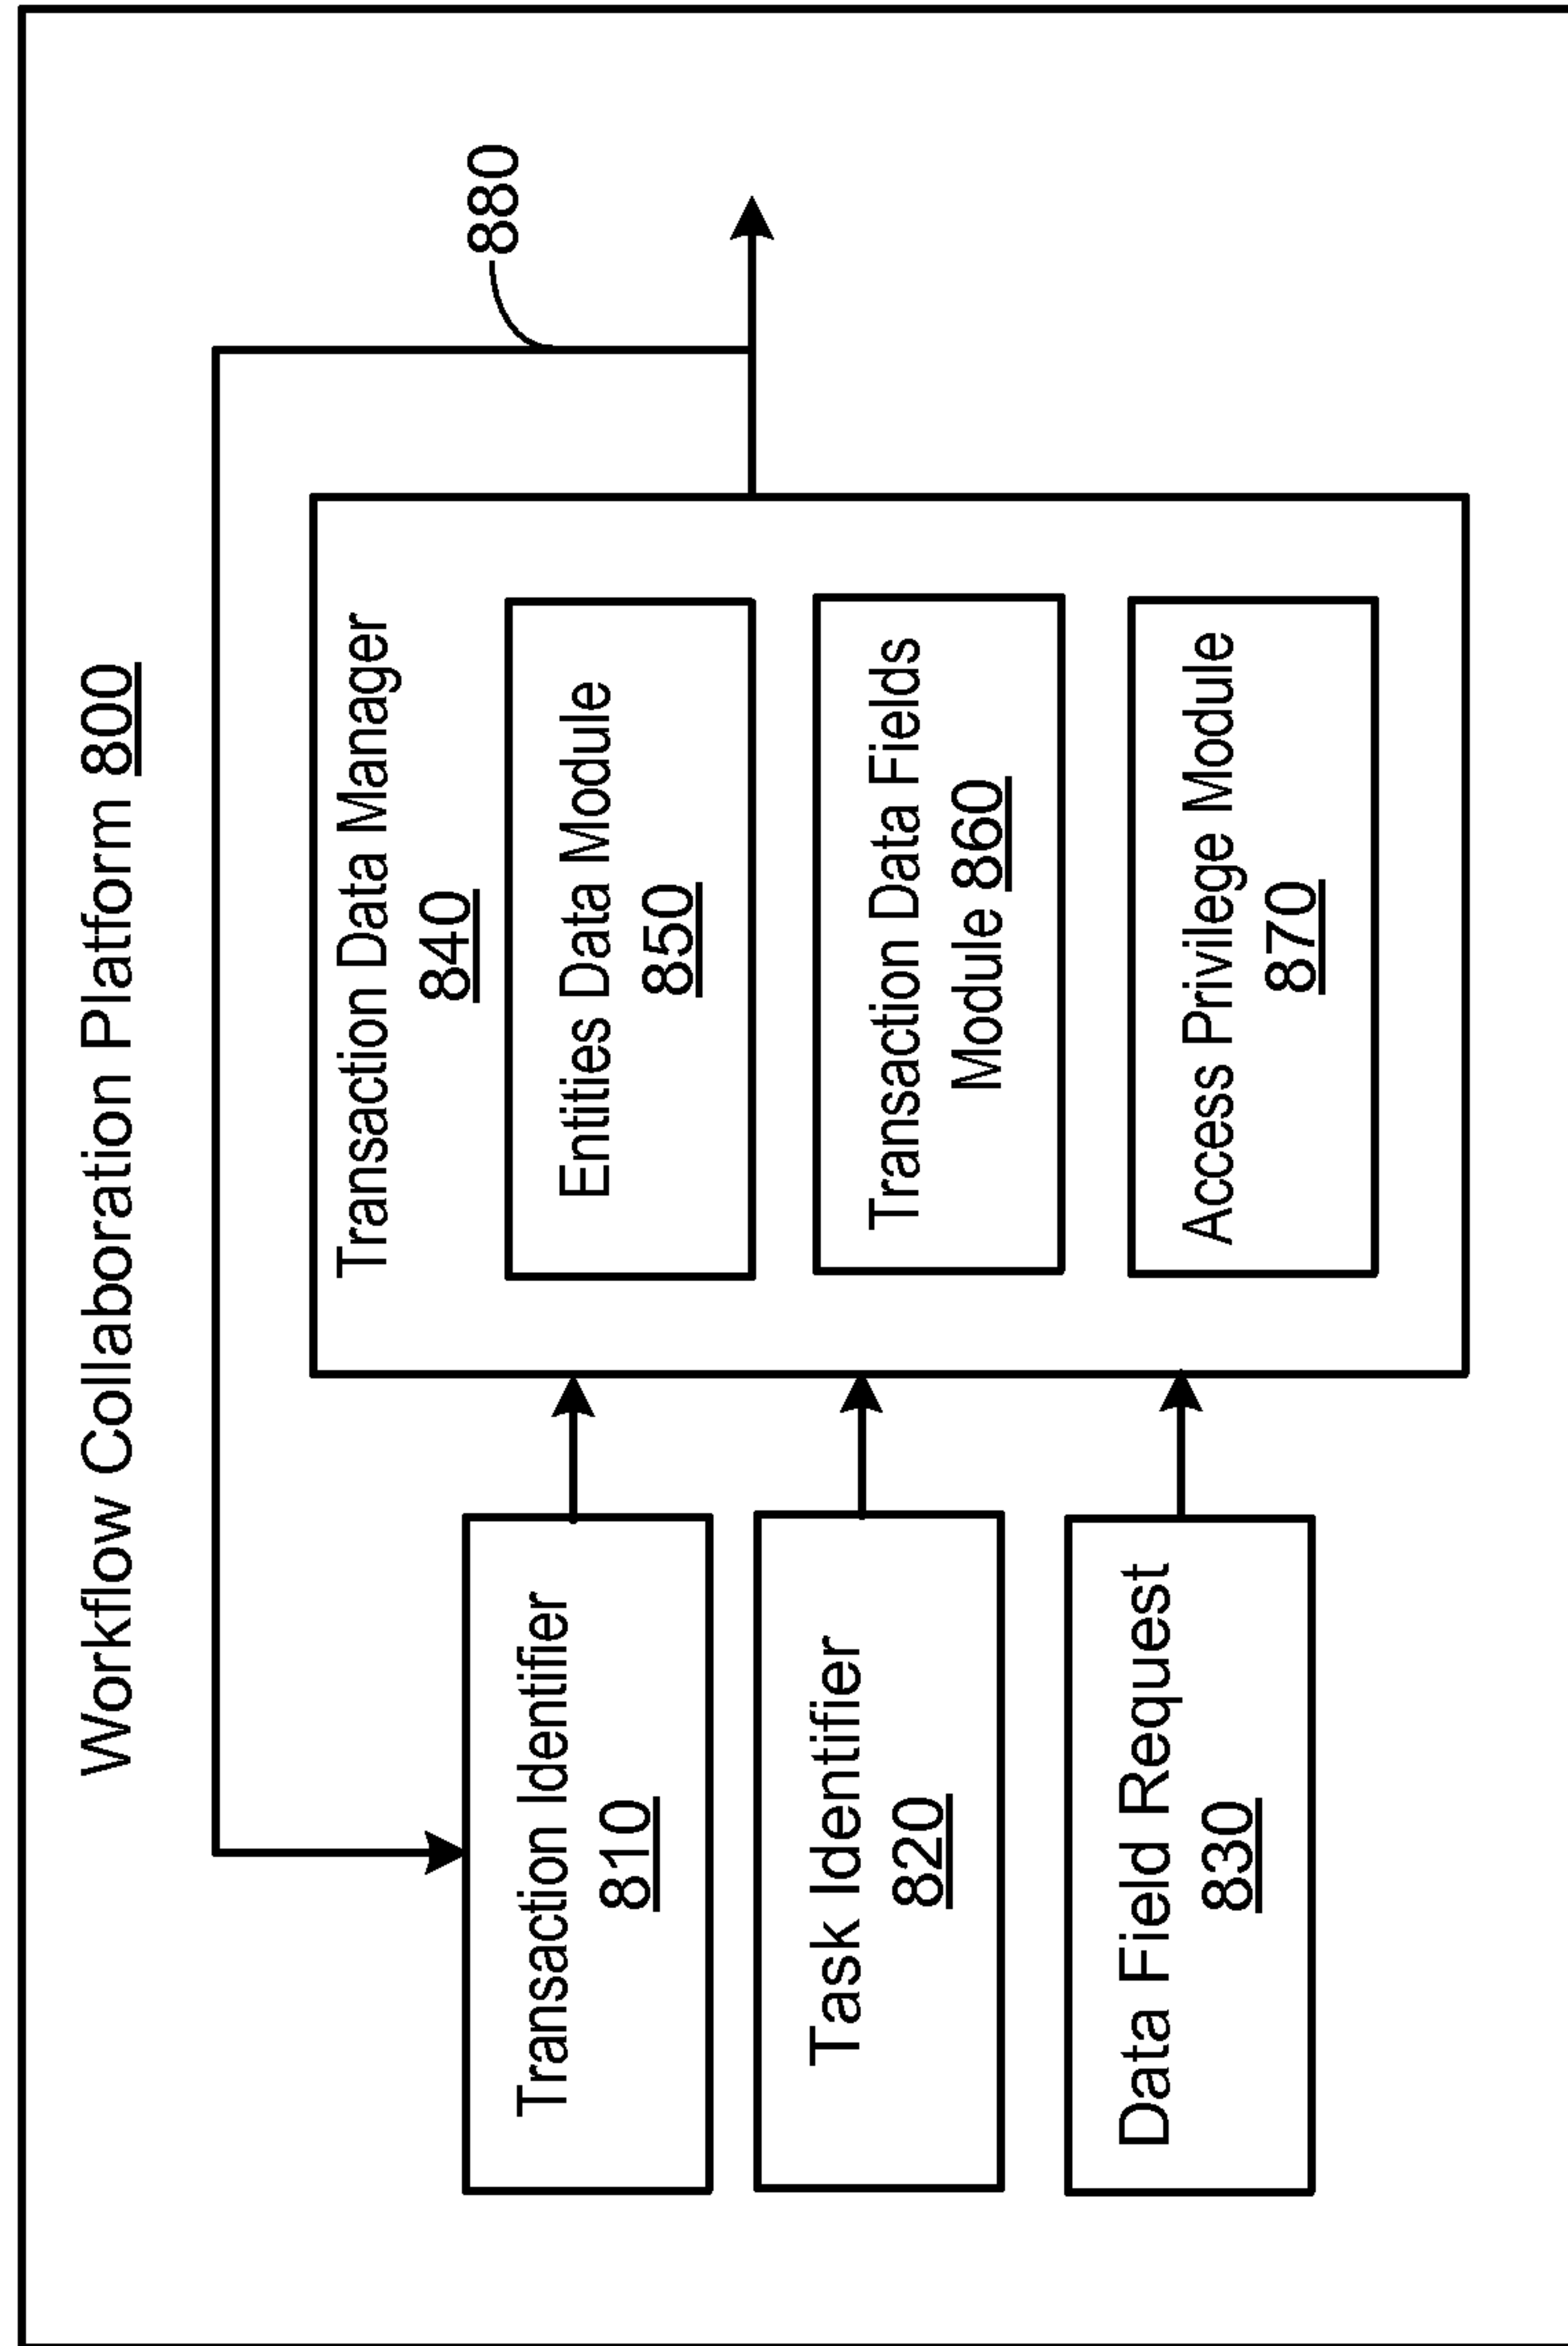 Workflow Collaboration Platform 800
880
Transaction Identifier
810
Task Identifier
820
Data Field Request
830
Transaction Data Manager
840
Entities Data Module
850
Transaction Data Fields
Module 860
Access Privilege Module
870